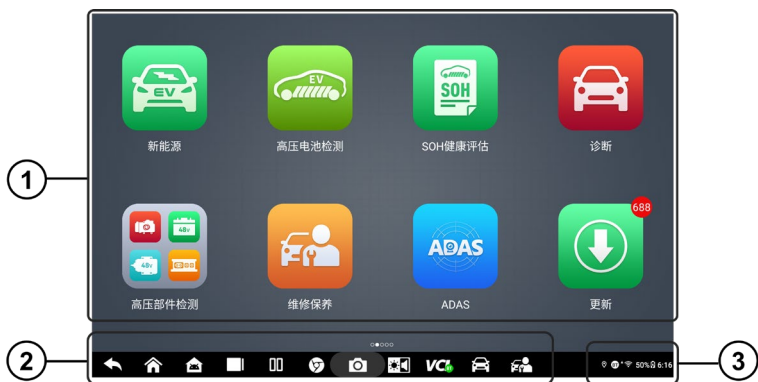 EV
EV
SOH
新能源
高压电池检测
SOH健康评估
诊断
①
48v
48v
ADAS
688
高压部件检测
维修保养
ADAS
更新
②
VCI
50%
6:16
③